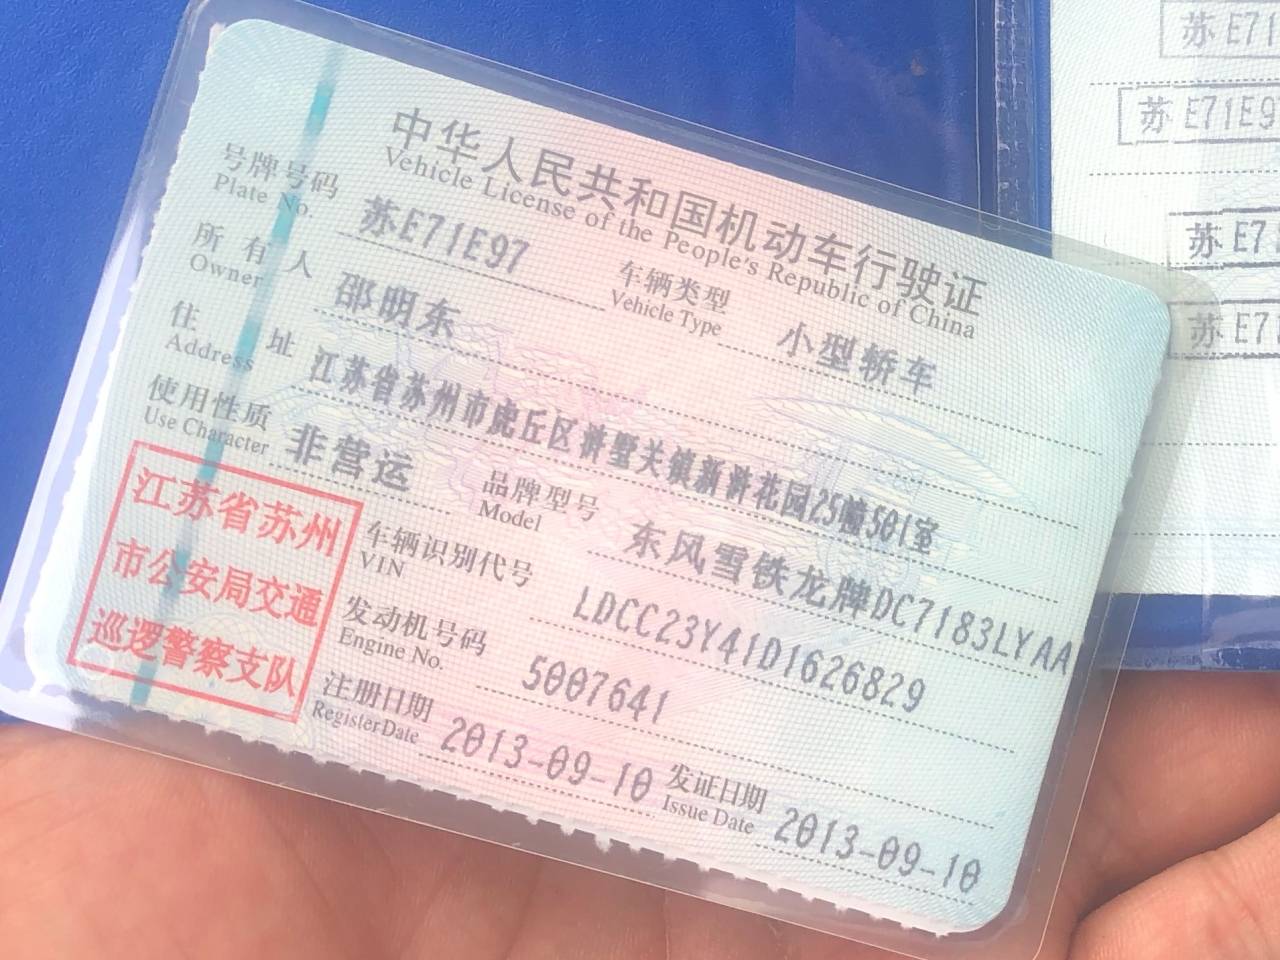 中华人民共和国机动车行驶证
Vehicle License of the People's Republic of China
号牌号码 苏E71E97 车辆类型 小型轿车
Plate No. Vehicle Type
所有人 邵明东
Owner
住址 江苏省苏州市虎丘区浒墅关镇新浒花园25幢501室
Address
使用性质 非营运 品牌型号 东风雪铁龙牌DC7183LYAA
Use Character Model
江苏省苏州
市公安局交通
巡逻警察支队
车辆识别代号 LDCC23Y41D1626829
VIN
发动机号码 5007641
Engine No.
注册日期 2013-09-10 发证日期 2013-09-10
Register Date Issue Date
苏E71
苏E71E9
苏E7
苏E7